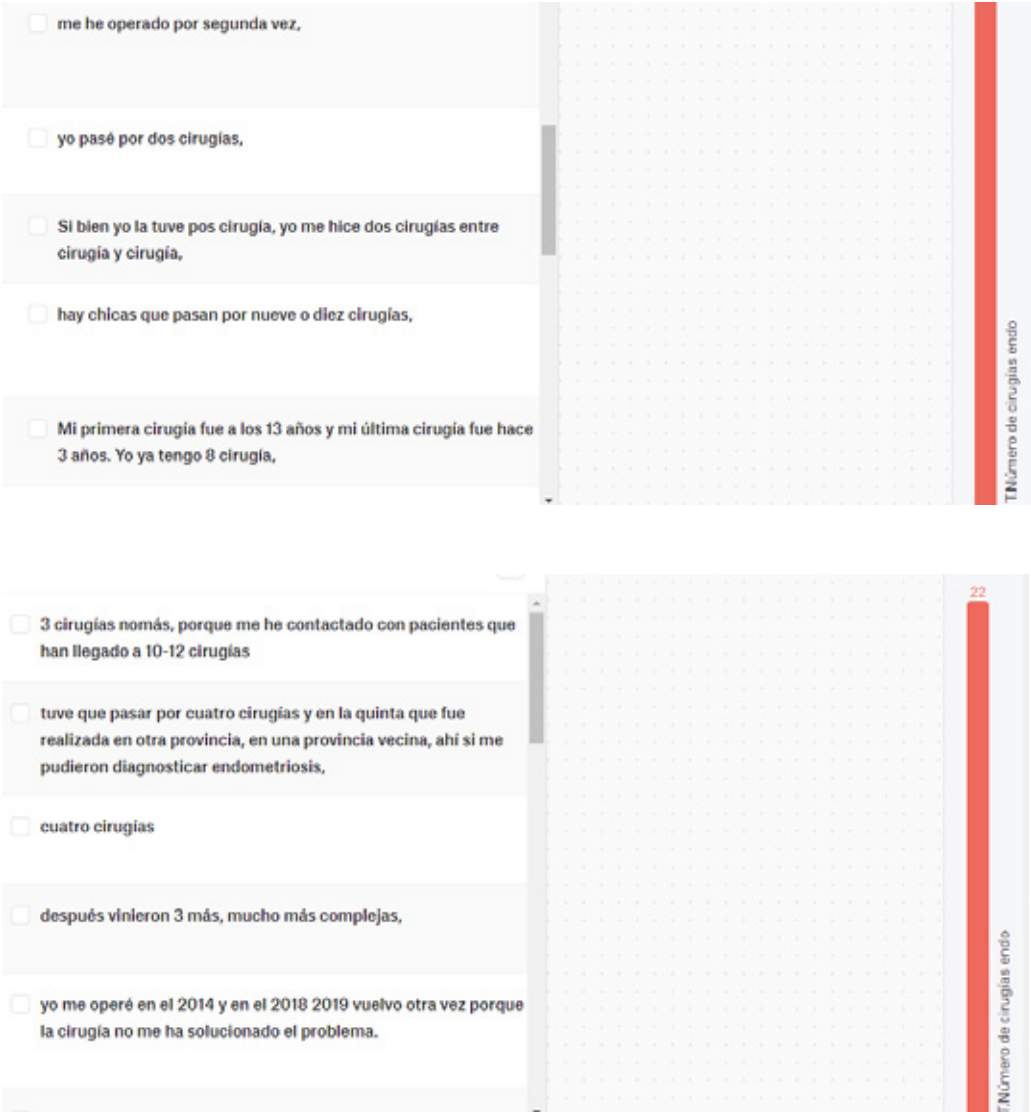 me he operado por segunda vez,
yo pasé por dos cirugías,
Si bien yo la tuve pos cirugía, yo me hice dos cirugías entre
cirugía y cirugía,
hay chicas que pasan por nueve o diez cirugías,
Mi primera cirugía fue a los 13 años y mi última cirugía fue hace
3 años. Yo ya tengo 8 cirugía,
T.Número de cirugías endo
22
3 cirugías nomás, porque me he contactado con pacientes que
han llegado a 10-12 cirugías
tuve que pasar por cuatro cirugías y en la quinta que fue
realizada en otra provincia, en una provincia vecina, ahí si me
pudieron diagnosticar endometriosis,
cuatro cirugías
después vinieron 3 más, mucho más complejas,
yo me operé en el 2014 y en el 2018 2019 vuelvo otra vez porque
la cirugía no me ha solucionado el problema.
T.Número de cirugías endo